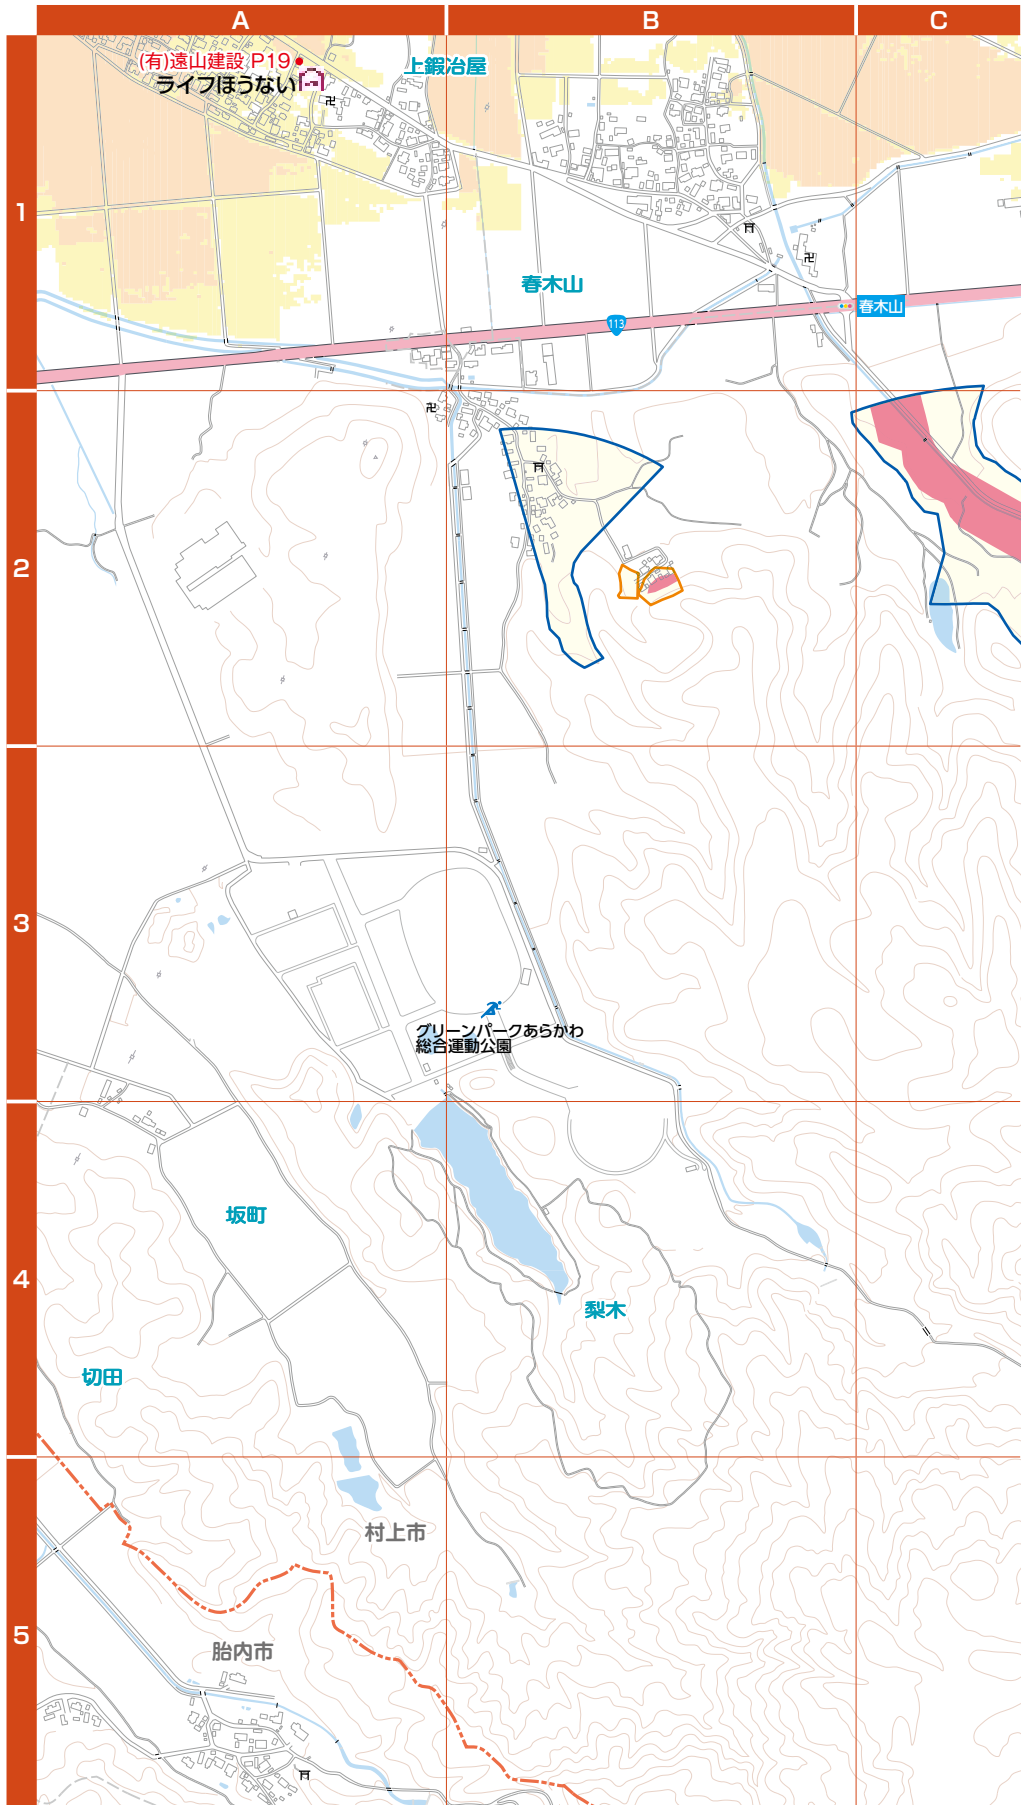 A
B
C
1
2
3
4
5
(有)遠山建設 P19
ライフほうない
上鍛冶屋
春木山
113
春木山
グリーンパークあらかわ
総合運動公園
坂町
梨木
切田
村上市
胎内市